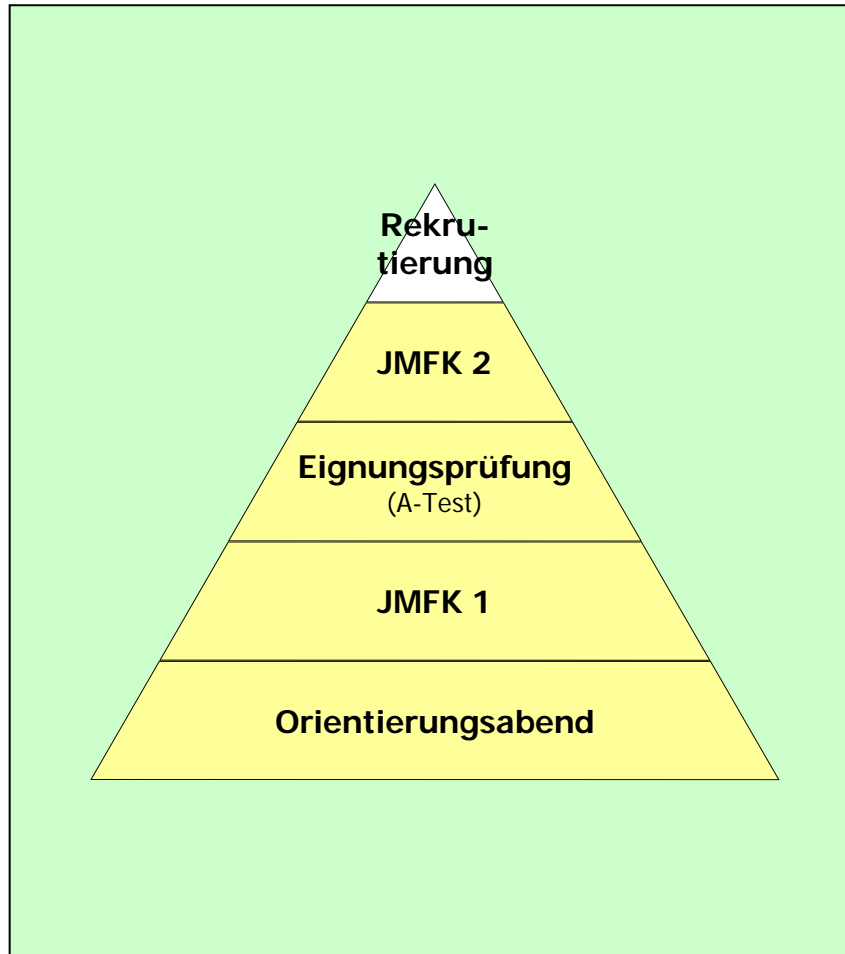 Rekru-
tierung
JMFK 2
Eignungsprüfung
(A-Test)
JMFK 1
Orientierungsabend